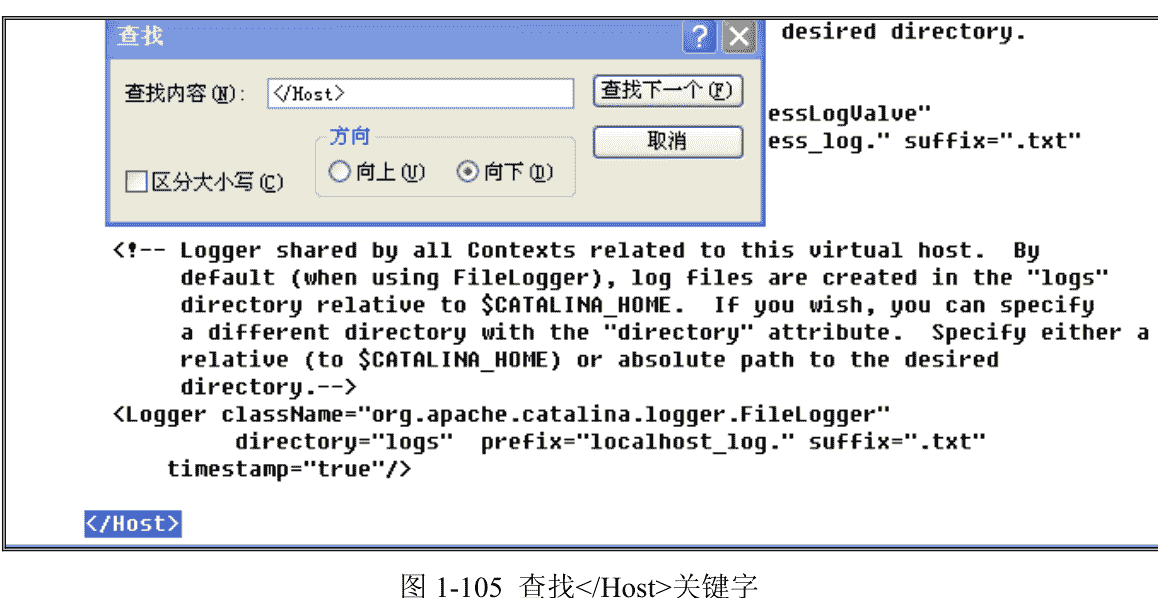 查找
desired directory.
查找内容(N): </Host> 查找下一个(F)
essLogValve"
方向 取消 ess_log." suffix=".txt"
区分大小写(C) 向上(U) 向下(D)
<!-- Logger shared by all Contexts related to this virtual host.  By
default (when using FileLogger), log files are created in the "logs"
directory relative to $CATALINA_HOME.  If you wish, you can specify
a different directory with the "directory" attribute.  Specify either a
relative (to $CATALINA_HOME) or absolute path to the desired
directory.-->
<Logger className="org.apache.catalina.logger.FileLogger"
directory="logs"  prefix="localhost_log." suffix=".txt"
timestamp="true"/>
</Host>
图 1-105  查找</Host>关键字